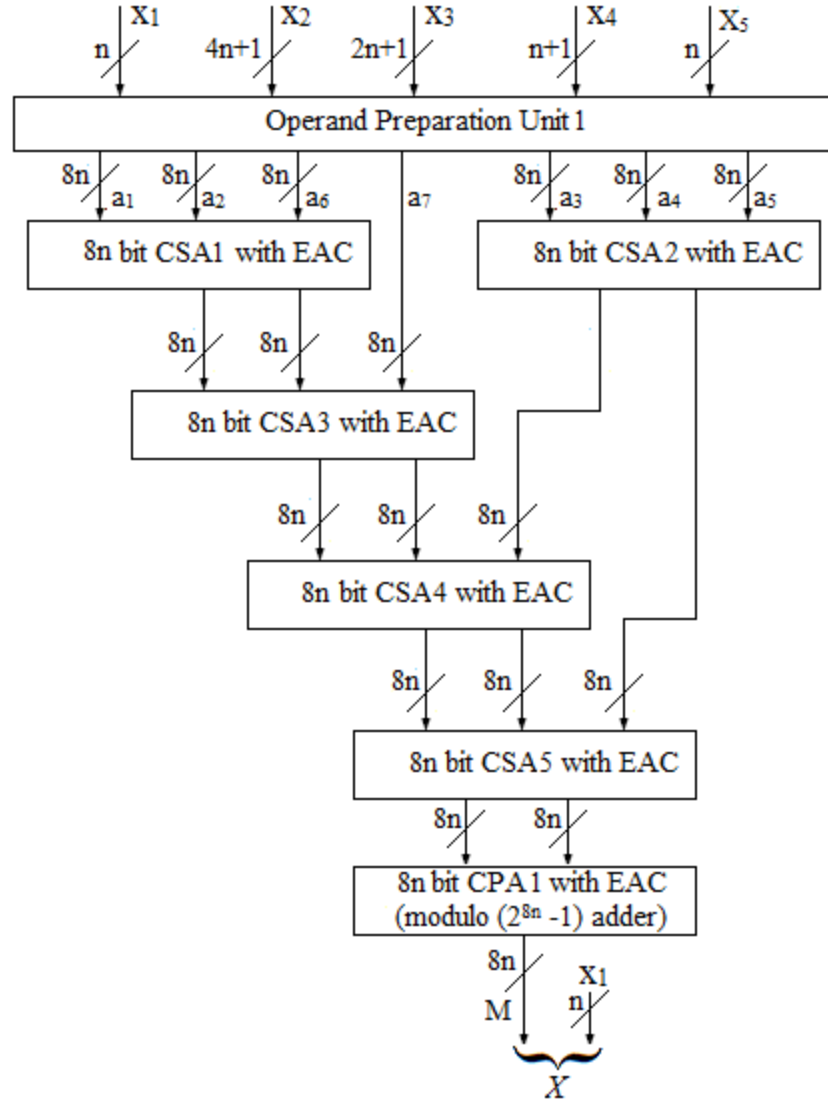 X₁ X₂ X₃ X₄ X₅
n 4n+1 2n+1 n+1 n
Operand Preparation Unit 1
8n 8n 8n 8n 8n 8n
a₁ a₂ a₆ a₇ a₃ a₄ a₅
8n bit CSA1 with EAC 8n bit CSA2 with EAC
8n 8n 8n
8n bit CSA3 with EAC
8n 8n 8n
8n bit CSA4 with EAC
8n 8n 8n
8n bit CSA5 with EAC
8n 8n
8n bit CPA1 with EAC
(modulo (2⁸ⁿ -1) adder)
8n X₁
M n
X